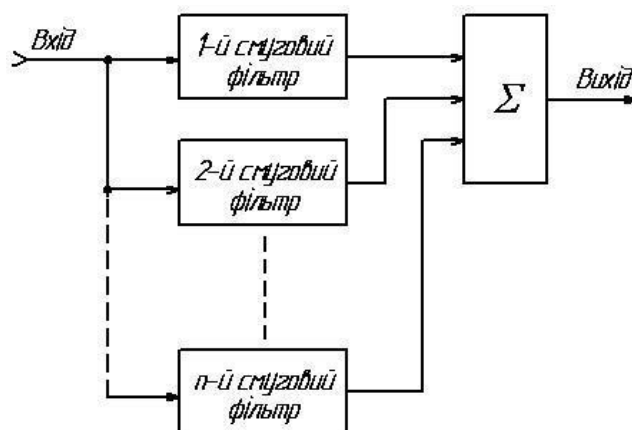 Вхід
1-й смуговий
фільтр
Σ
Вихід
2-й смуговий
фільтр
n-й смуговий
фільтр